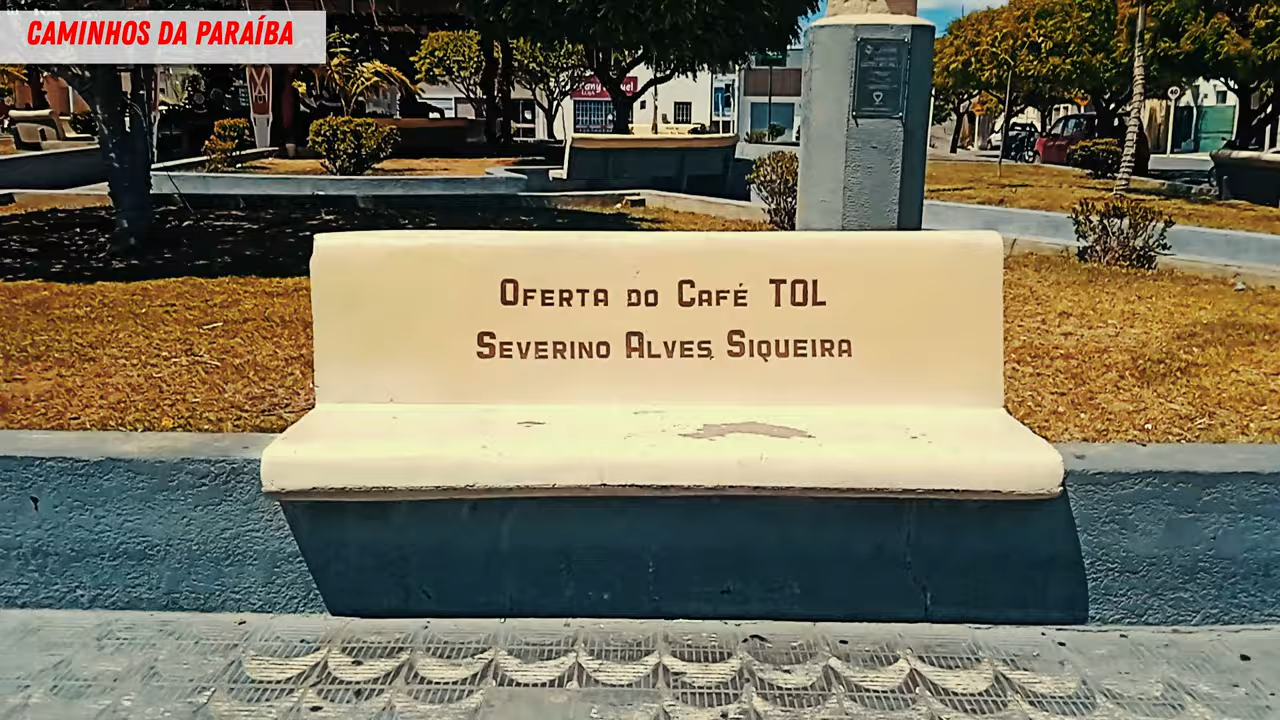 CAMINHOS DA PARAÍBA
OFERTA DO CAFÉ TOL
SEVERINO ALVES SIQUEIRA